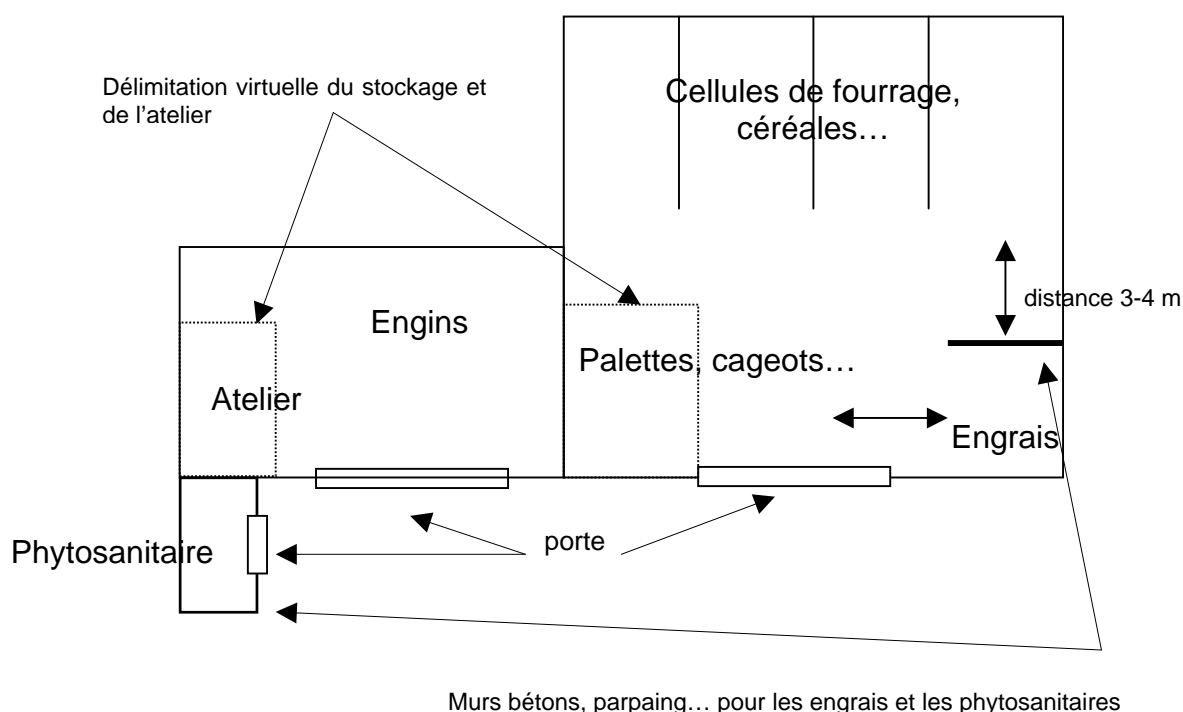 Délimitation virtuelle du stockage et
de l’atelier
Cellules de fourrage,
céréales…
distance 3-4 m
Engins
Palettes, cageots…
Atelier
Engrais
Phytosanitaire
porte
Murs bétons, parpaing… pour les engrais et les phytosanitaires